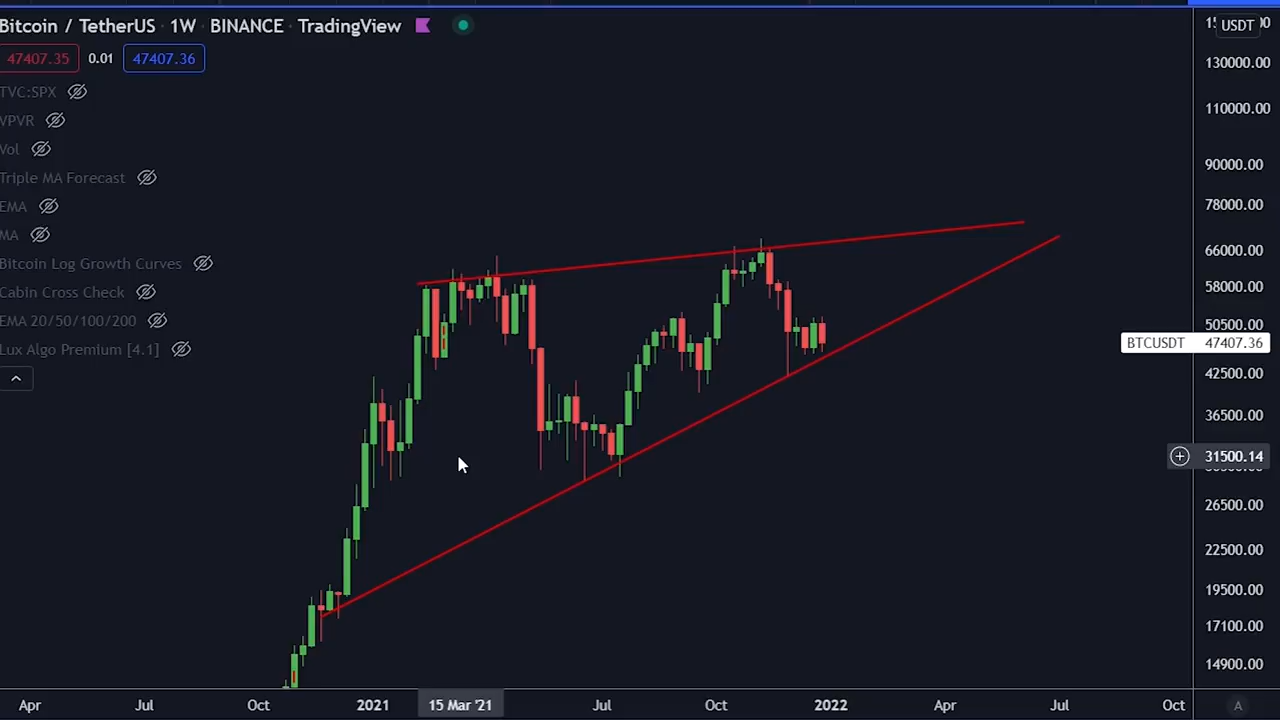 Bitcoin / TetherUS · 1W · BINANCE · TradingView
USDT
47407.35 0.01 47407.36
130000.00
TVC:SPX
110000.00
VPVR
Vol
90000.00
Triple MA Forecast
78000.00
EMA
MA
66000.00
Bitcoin Log Growth Curves
58000.00
Cabin Cross Check
EMA 20/50/100/200
50500.00
BTCUSDT 47407.36
Lux Algo Premium [4.1]
42500.00
36500.00
31500.14
26500.00
22500.00
19500.00
17100.00
14900.00
Apr Jul Oct 2021 15 Mar '21 Jul Oct 2022 Apr Jul Oct A